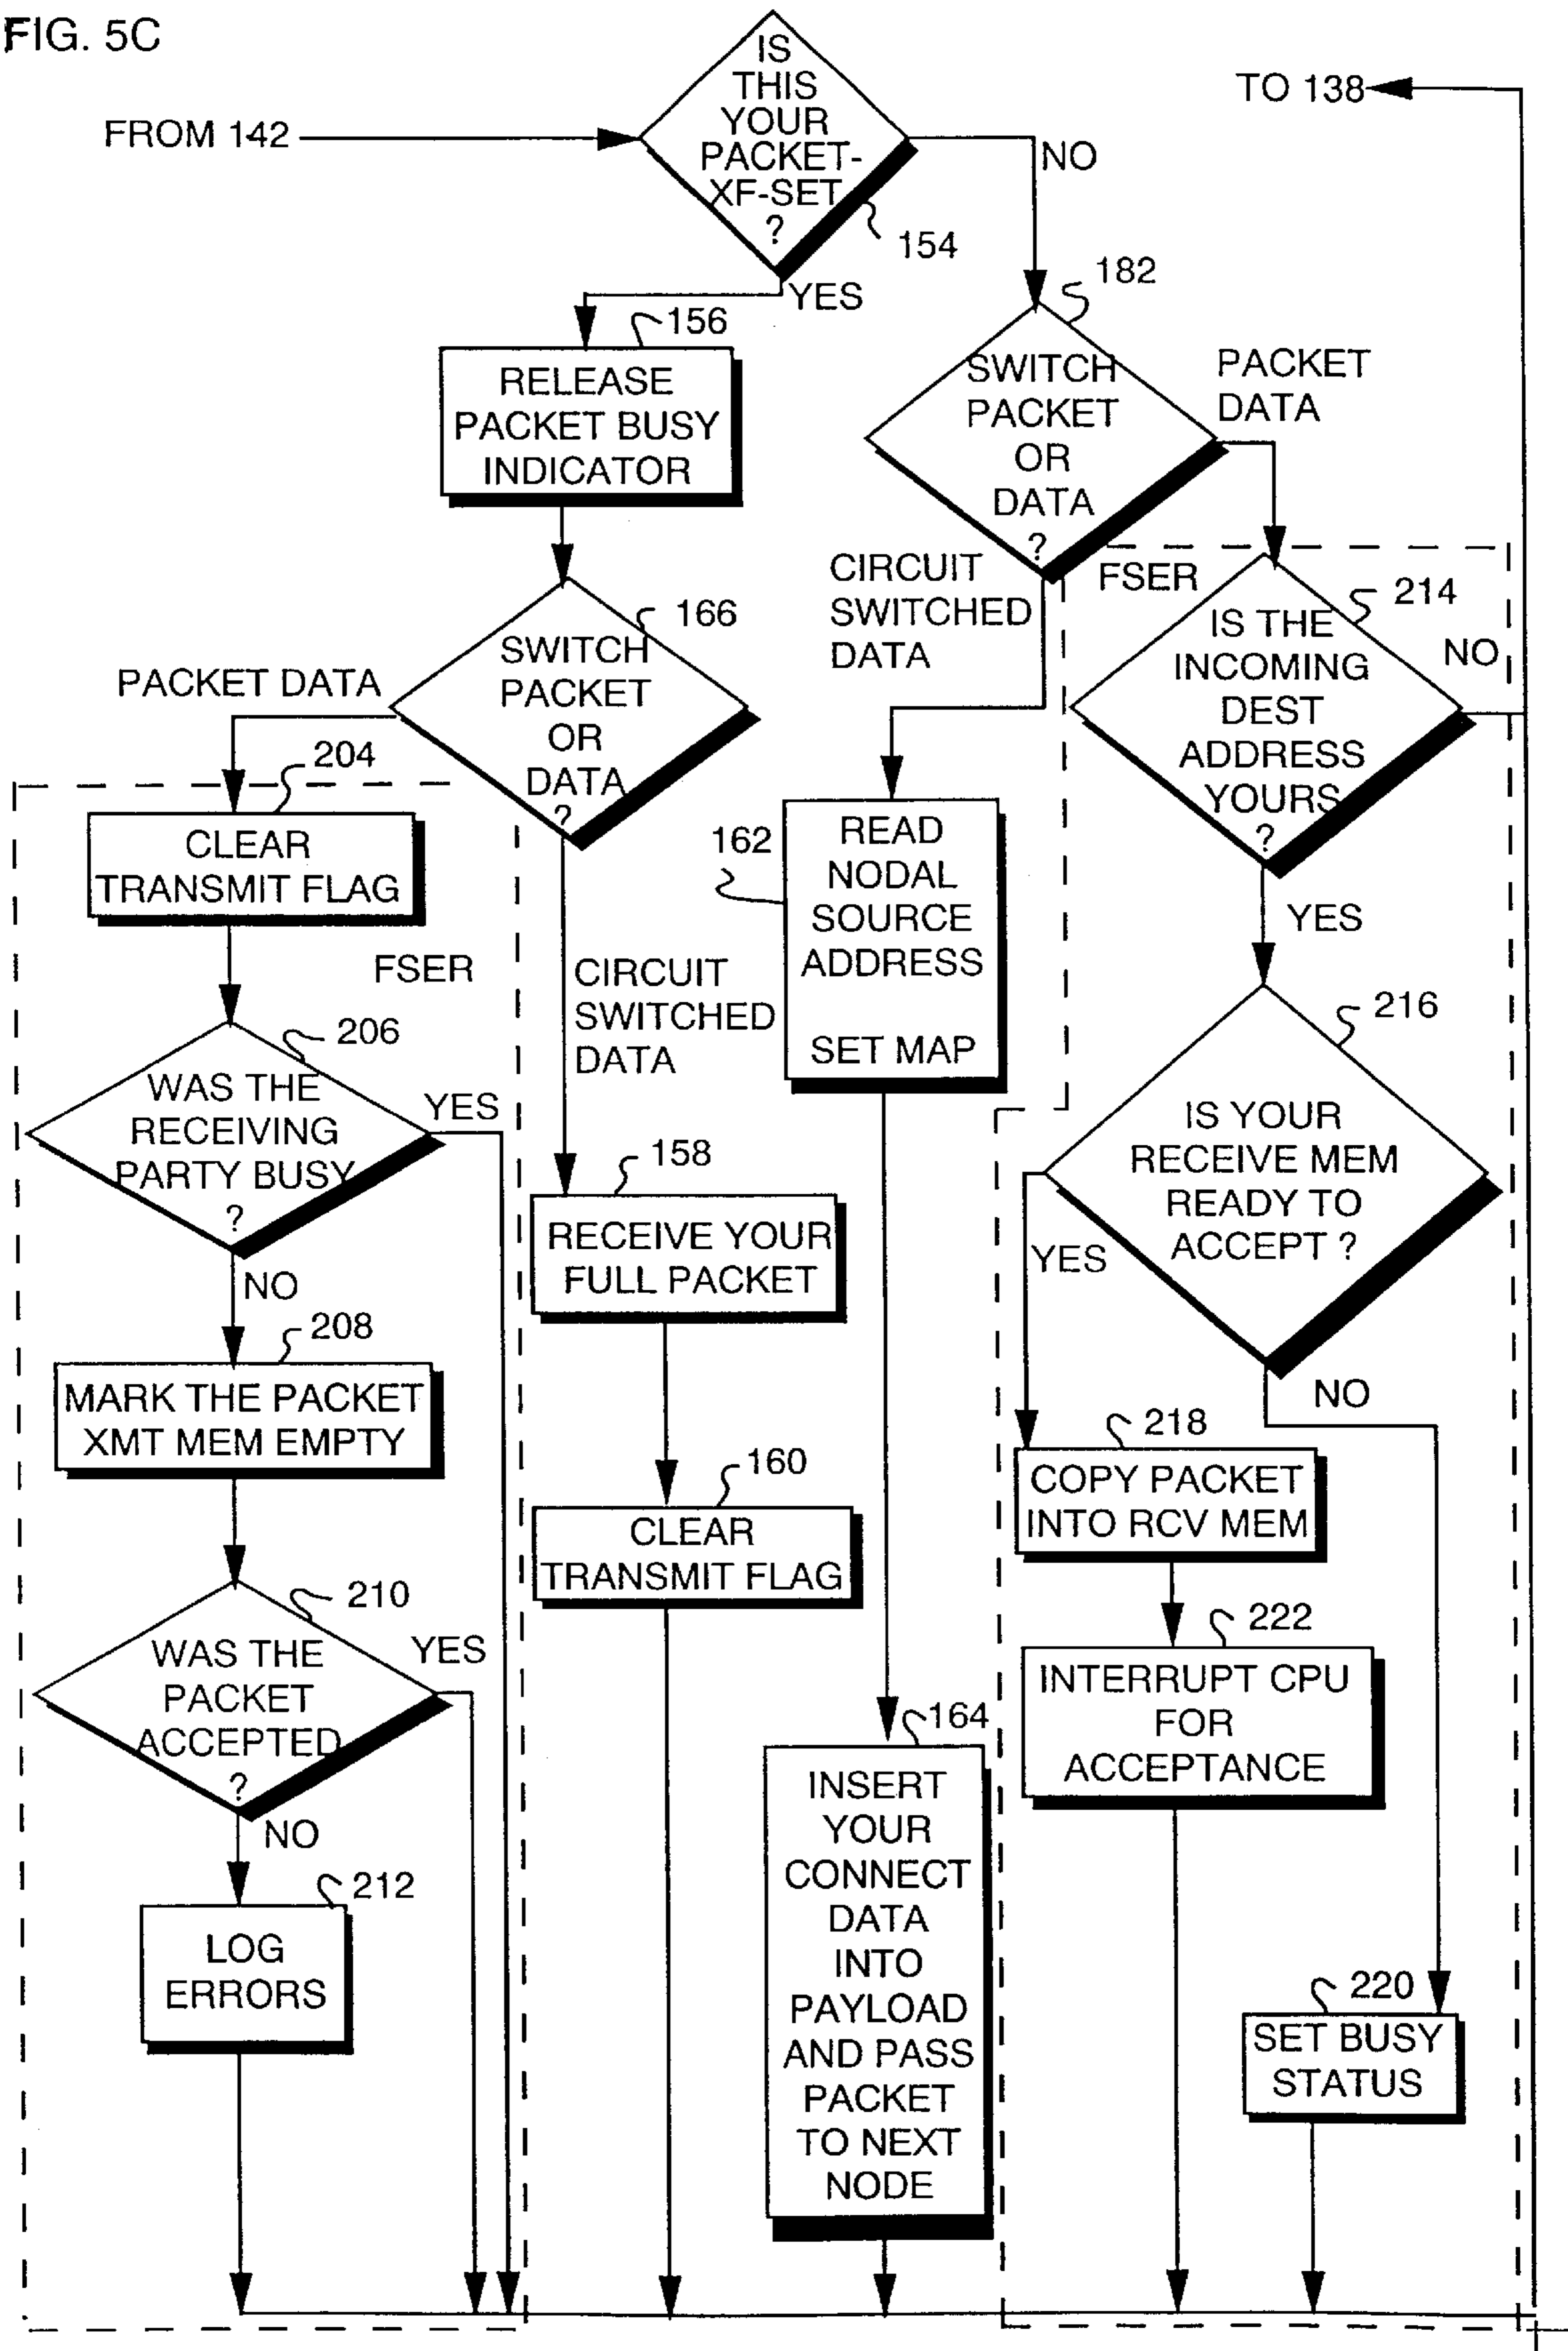 FIG. 5C
IS
THIS
YOUR
PACKET-
XF-SET
?
154
TO 138
FROM 142
NO
YES
182
156
RELEASE
PACKET BUSY
INDICATOR
SWITCH
PACKET
OR
DATA
?
PACKET
DATA
CIRCUIT
SWITCHED
DATA
FSER
214
IS THE
INCOMING
DEST
ADDRESS
YOURS
?
NO
YES
166
SWITCH
PACKET
OR
DATA
?
PACKET DATA
204
CLEAR
TRANSMIT FLAG
FSER
CIRCUIT
SWITCHED
DATA
162
READ
NODAL
SOURCE
ADDRESS
SET MAP
206
WAS THE
RECEIVING
PARTY BUSY
?
YES
NO
216
IS YOUR
RECEIVE MEM
READY TO
ACCEPT ?
YES
NO
158
RECEIVE YOUR
FULL PACKET
208
MARK THE PACKET
XMT MEM EMPTY
218
COPY PACKET
INTO RCV MEM
160
CLEAR
TRANSMIT FLAG
210
WAS THE
PACKET
ACCEPTED
?
YES
NO
222
INTERRUPT CPU
FOR
ACCEPTANCE
164
INSERT
YOUR
CONNECT
DATA
INTO
PAYLOAD
AND PASS
PACKET
TO NEXT
NODE
212
LOG
ERRORS
220
SET BUSY
STATUS